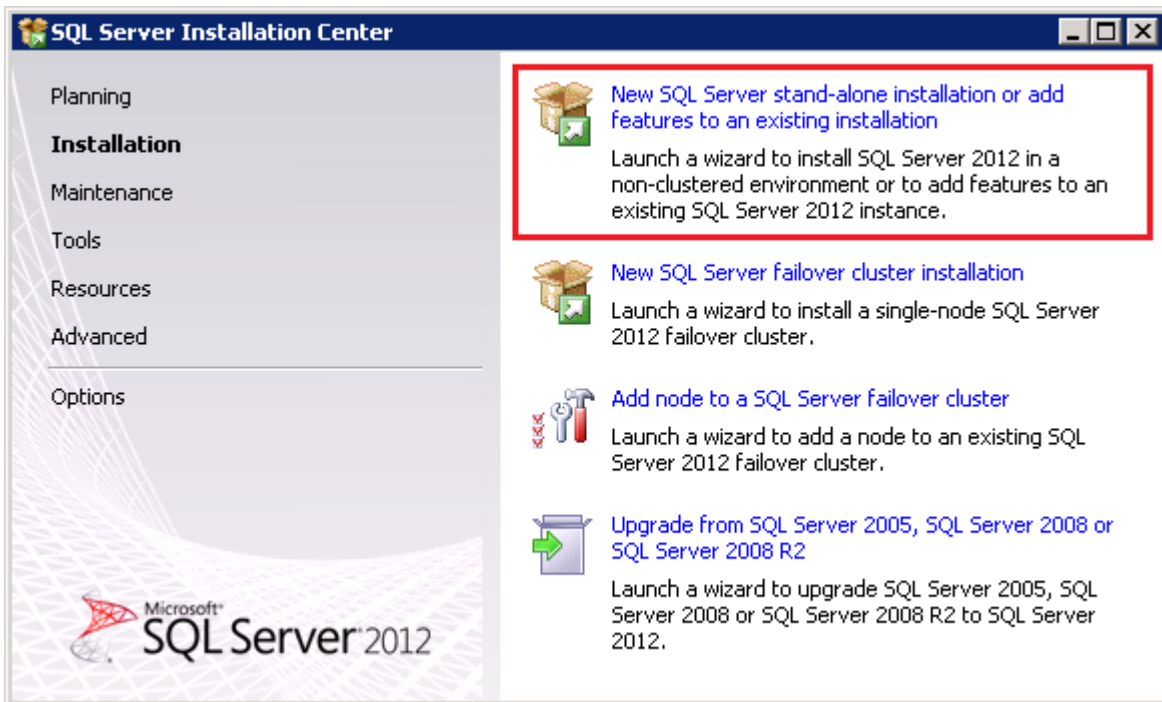 SQL Server Installation Center
Planning
Installation
Maintenance
Tools
Resources
Advanced
Options
Microsoft®
SQL Server® 2012
New SQL Server stand-alone installation or add
features to an existing installation
Launch a wizard to install SQL Server 2012 in a
non-clustered environment or to add features to an
existing SQL Server 2012 instance.
New SQL Server failover cluster installation
Launch a wizard to install a single-node SQL Server
2012 failover cluster.
Add node to a SQL Server failover cluster
Launch a wizard to add a node to an existing SQL
Server 2012 failover cluster.
Upgrade from SQL Server 2005, SQL Server 2008 or
SQL Server 2008 R2
Launch a wizard to upgrade SQL Server 2005, SQL
Server 2008 or SQL Server 2008 R2 to SQL Server
2012.